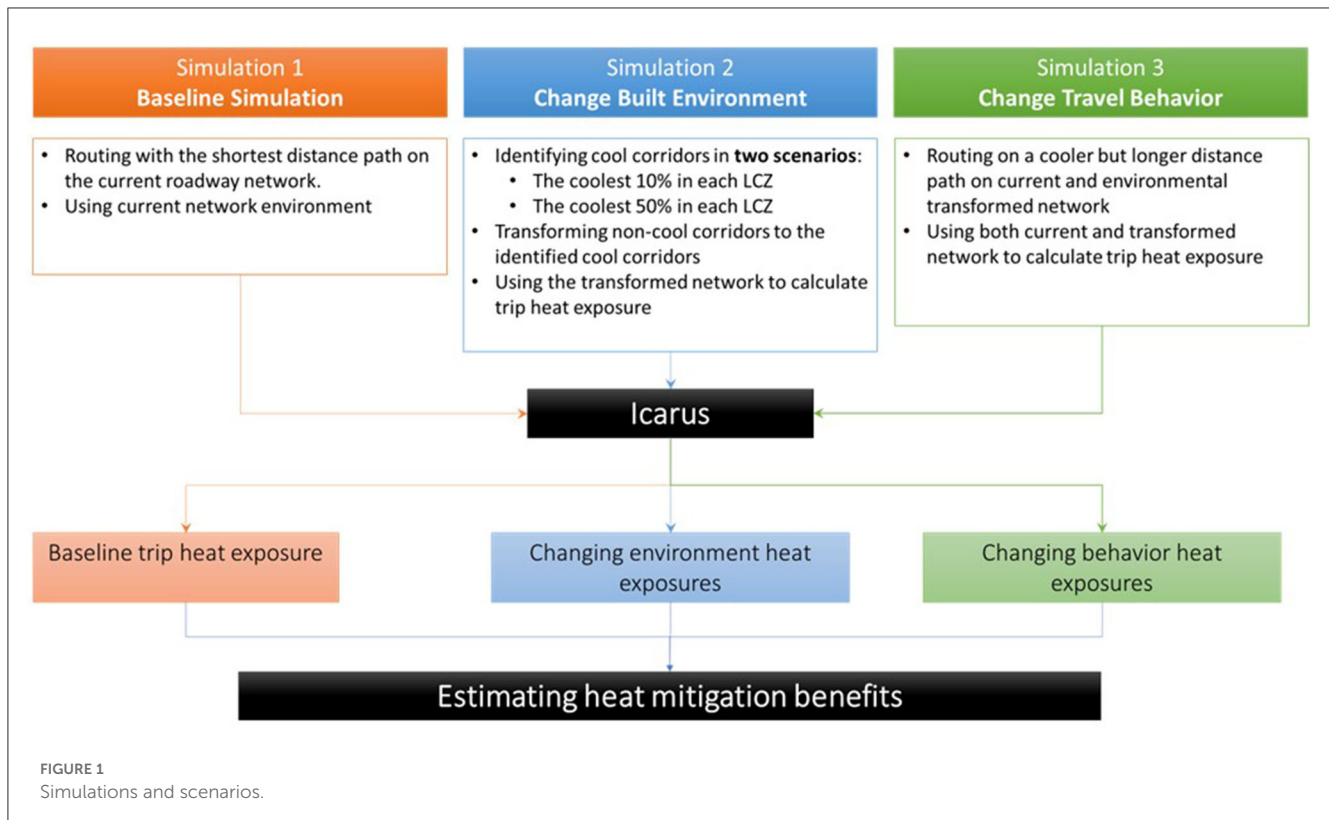 Simulation 1
Baseline Simulation
• Routing with the shortest distance path on
the current roadway network.
• Using current network environment
Simulation 2
Change Built Environment
• Identifying cool corridors in two scenarios:
• The coolest 10% in each LCZ
• The coolest 50% in each LCZ
• Transforming non-cool corridors to the
identified cool corridors
• Using the transformed network to calculate
trip heat exposure
Simulation 3
Change Travel Behavior
• Routing on a cooler but longer distance
path on current and environmental
transformed network
• Using both current and transformed
network to calculate trip heat exposure
Icarus
Baseline trip heat exposure
Changing environment heat
exposures
Changing behavior heat
exposures
Estimating heat mitigation benefits
FIGURE 1
Simulations and scenarios.